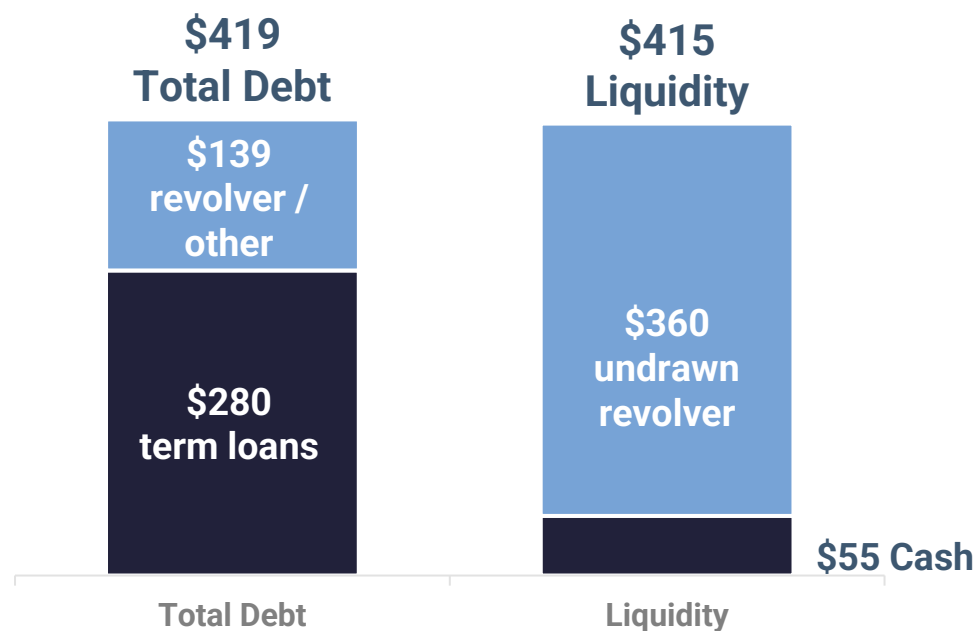 $419
Total Debt
$415
Liquidity
$139
revolver /
other
$280
term loans
$360
undrawn
revolver
$55 Cash
Total Debt
Liquidity